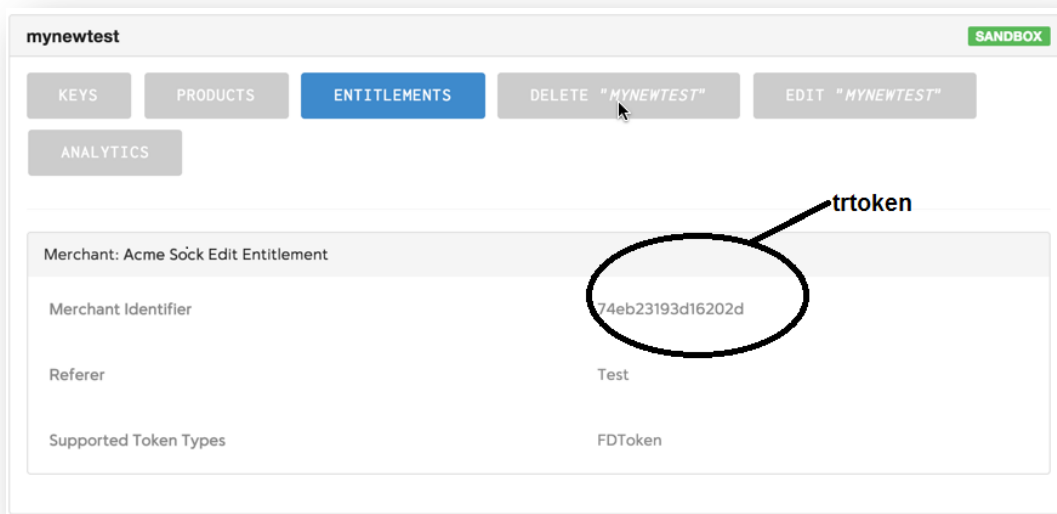 mynewtest SANDBOX
KEYS PRODUCTS ENTITLEMENTS DELETE "MYNEWTEST" EDIT "MYNEWTEST"
ANALYTICS
trtoken
Merchant: Acme Sock Edit Entitlement
Merchant Identifier 74eb23193d16202d
Referer Test
Supported Token Types FDToken